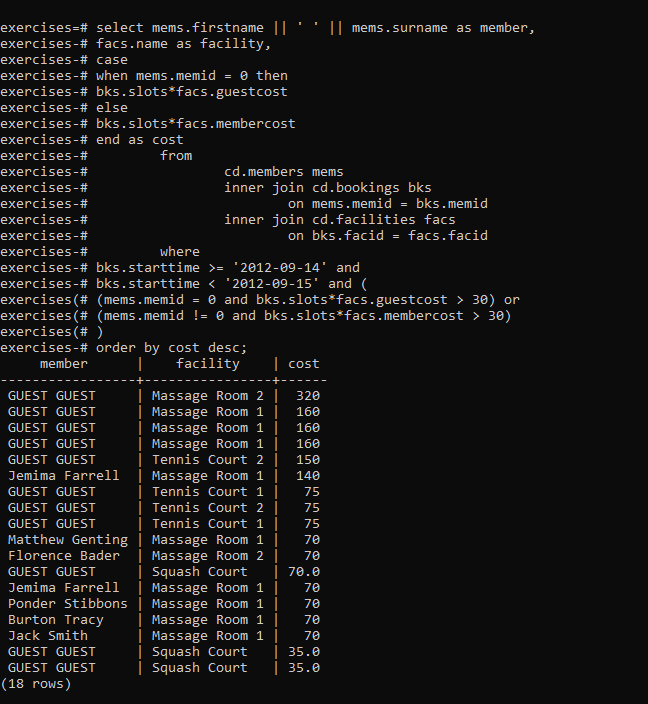 exercises=# select mems.firstname || ' ' || mems.surname as member,
exercises-# facs.name as facility,
exercises-# case
exercises-# when mems.memid = 0 then
exercises-# bks.slots*facs.guestcost
exercises-# else
exercises-# bks.slots*facs.membercost
exercises-# end as cost
exercises-#         from
exercises-#                 cd.members mems
exercises-#                 inner join cd.bookings bks
exercises-#                         on mems.memid = bks.memid
exercises-#                 inner join cd.facilities facs
exercises-#                         on bks.facid = facs.facid
exercises-#         where
exercises-# bks.starttime >= '2012-09-14' and
exercises-# bks.starttime < '2012-09-15' and (
exercises(# (mems.memid = 0 and bks.slots*facs.guestcost > 30) or
exercises(# (mems.memid != 0 and bks.slots*facs.membercost > 30)
exercises(# )
exercises-# order by cost desc;
     member      |    facility    | cost
-----------------+----------------+------
 GUEST GUEST     | Massage Room 2 |  320
 GUEST GUEST     | Massage Room 1 |  160
 GUEST GUEST     | Massage Room 1 |  160
 GUEST GUEST     | Massage Room 1 |  160
 GUEST GUEST     | Tennis Court 2 |  150
 Jemima Farrell  | Massage Room 1 |  140
 GUEST GUEST     | Tennis Court 1 |   75
 GUEST GUEST     | Tennis Court 2 |   75
 GUEST GUEST     | Tennis Court 1 |   75
 Matthew Genting | Massage Room 1 |   70
 Florence Bader  | Massage Room 2 |   70
 GUEST GUEST     | Squash Court   | 70.0
 Jemima Farrell  | Massage Room 1 |   70
 Ponder Stibbons | Massage Room 1 |   70
 Burton Tracy    | Massage Room 1 |   70
 Jack Smith      | Massage Room 1 |   70
 GUEST GUEST     | Squash Court   | 35.0
 GUEST GUEST     | Squash Court   | 35.0
(18 rows)